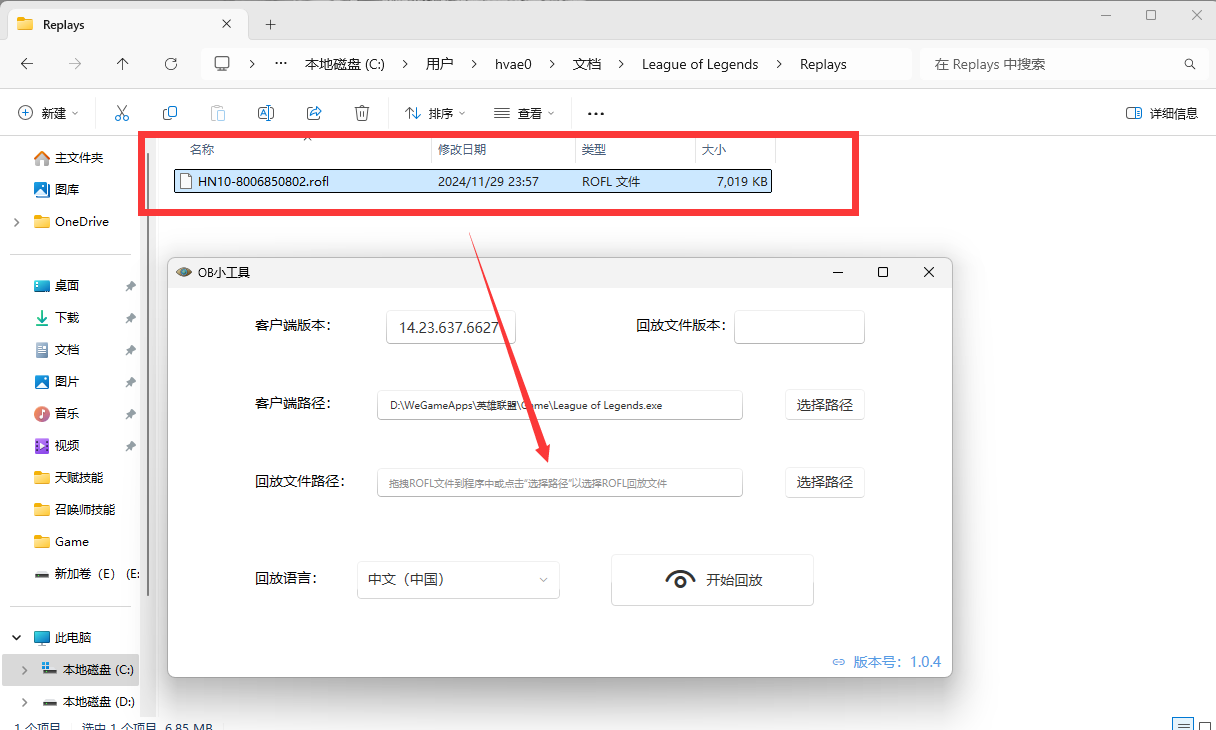 Replays
本地磁盘 (C:)
用户
hvae0
文档
League of Legends
Replays
在 Replays 中搜索
新建
排序
查看
详细信息
名称
修改日期
类型
大小
HN10-8006850802.rofl
2024/11/29 23:57
ROFL 文件
7,019 KB
主文件夹
图库
OneDrive
桌面
下载
文档
图片
音乐
视频
天赋技能
召唤师技能
Game
新加卷（E）（E:
此电脑
本地磁盘 (C:)
本地磁盘 (D:)
1 个项目
选中 1 个项目 6.85 MB
OB小工具
客户端版本:
14.23.637.6627
回放文件版本:
客户端路径:
D:\WeGameApps\英雄联盟\Game\League of Legends.exe
选择路径
回放文件路径:
拖拽ROFL文件到程序中或点击"选择路径"以选择ROFL回放文件
选择路径
回放语言:
中文（中国）
开始回放
版本号: 1.0.4